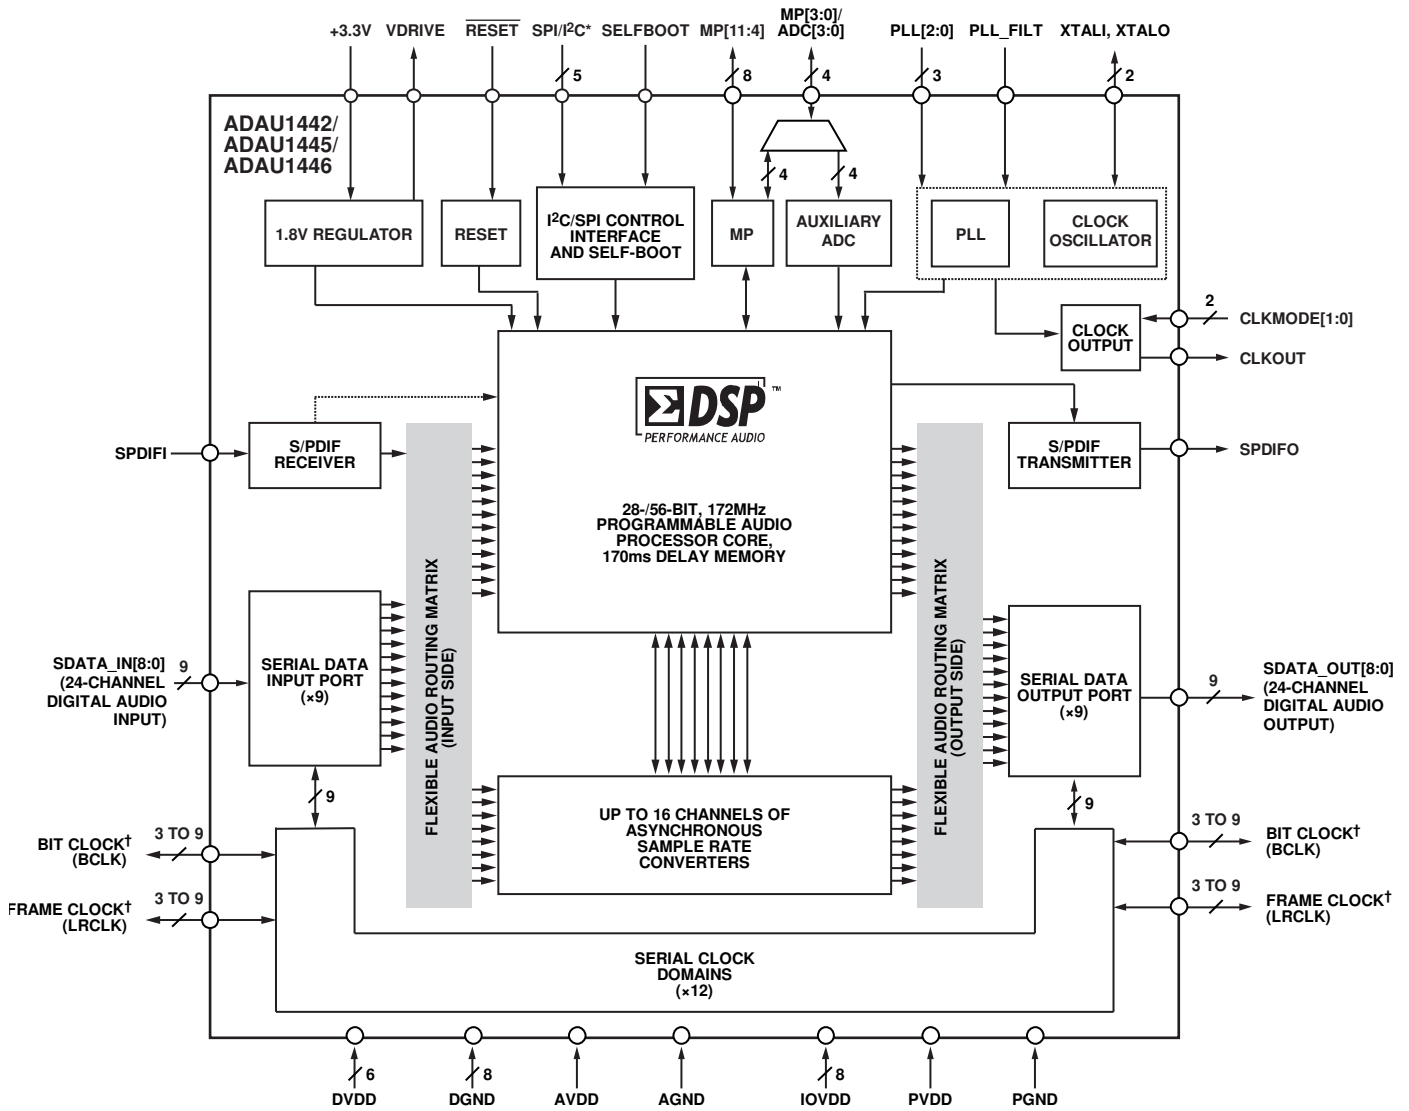 +3.3V
VDRIVE
RESET
SPI/I²C*
SELFBOOT
MP[11:4]
MP[3:0]/
ADC[3:0]
PLL[2:0]
PLL_FILT
XTALI, XTALO
5
8
4
3
2
ADAU1442/
ADAU1445/
ADAU1446
4
4
1.8V REGULATOR
RESET
I²C/SPI CONTROL
INTERFACE
AND SELF-BOOT
MP
AUXILIARY
ADC
PLL
CLOCK
OSCILLATOR
CLOCK
OUTPUT
2
CLKMODE[1:0]
CLKOUT
ΣDSP™
PERFORMANCE AUDIO
28-/56-BIT, 172MHz
PROGRAMMABLE AUDIO
PROCESSOR CORE,
170ms DELAY MEMORY
SPDIFI
S/PDIF
RECEIVER
S/PDIF
TRANSMITTER
SPDIFO
FLEXIBLE AUDIO ROUTING MATRIX
(INPUT SIDE)
FLEXIBLE AUDIO ROUTING MATRIX
(OUTPUT SIDE)
SDATA_IN[8:0]
(24-CHANNEL
DIGITAL AUDIO
INPUT)
9
SERIAL DATA
INPUT PORT
(×9)
SERIAL DATA
OUTPUT PORT
(×9)
9
SDATA_OUT[8:0]
(24-CHANNEL
DIGITAL AUDIO
OUTPUT)
9
9
UP TO 16 CHANNELS OF
ASYNCHRONOUS
SAMPLE RATE
CONVERTERS
BIT CLOCK†
(BCLK)
3 TO 9
FRAME CLOCK†
(LRCLK)
3 TO 9
3 TO 9
BIT CLOCK†
(BCLK)
3 TO 9
FRAME CLOCK†
(LRCLK)
SERIAL CLOCK
DOMAINS
(×12)
6
8
8
DVDD
DGND
AVDD
AGND
IOVDD
PVDD
PGND